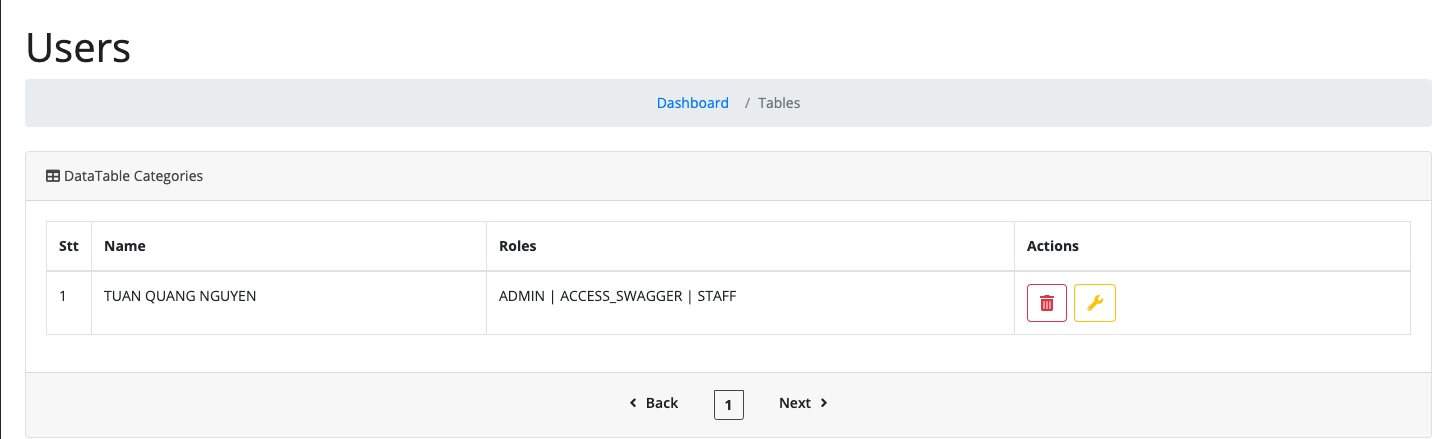 Users
Dashboard / Tables
DataTable Categories
Stt Name Roles Actions
1 TUAN QUANG NGUYEN ADMIN | ACCESS_SWAGGER | STAFF
Back 1 Next